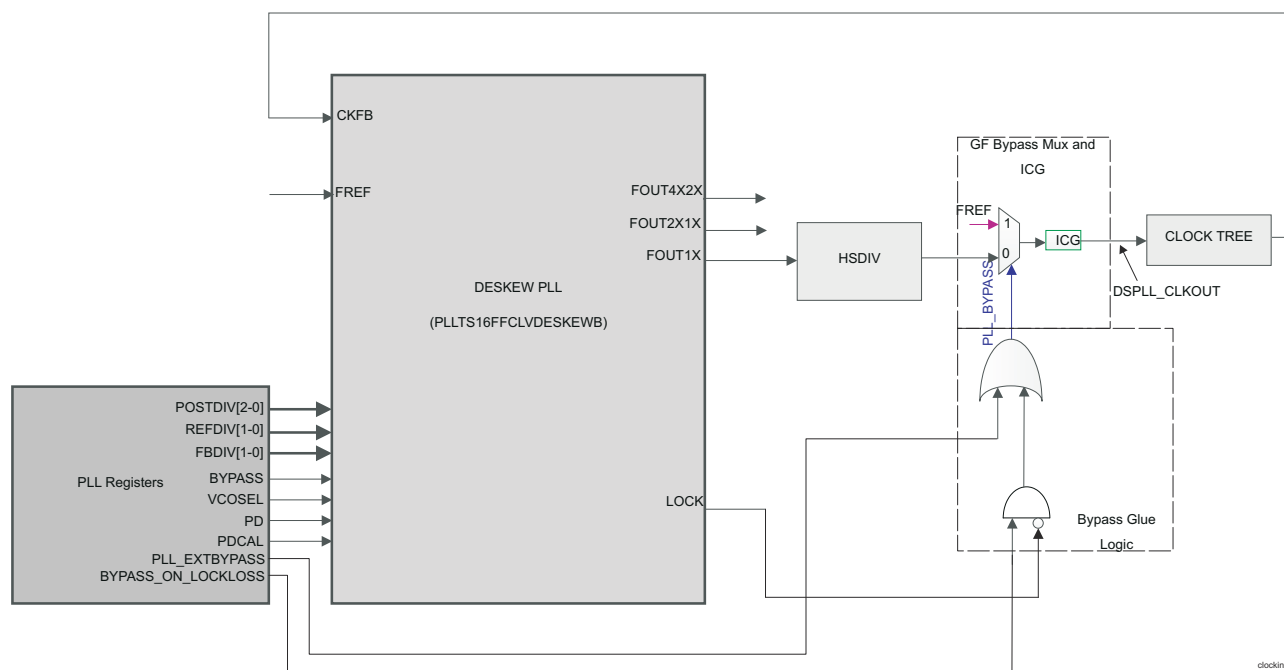 CKFB
FREF
FOUT4X2X
FOUT2X1X
FOUT1X
DESKEW PLL
(PLLTS16FFCLVDESKEWB)
LOCK
HSDIV
GF Bypass Mux and
ICG
FREF
1
0
ICG
PLL_BYPASS
CLOCK TREE
DSPLL_CLKOUT
POSTDIV[2-0]
REFDIV[1-0]
FBDIV[1-0]
PLL Registers
BYPASS
VCOSEL
PD
PDCAL
PLL_EXTBYPASS
BYPASS_ON_LOCKLOSS
Bypass Glue
Logic
clockin